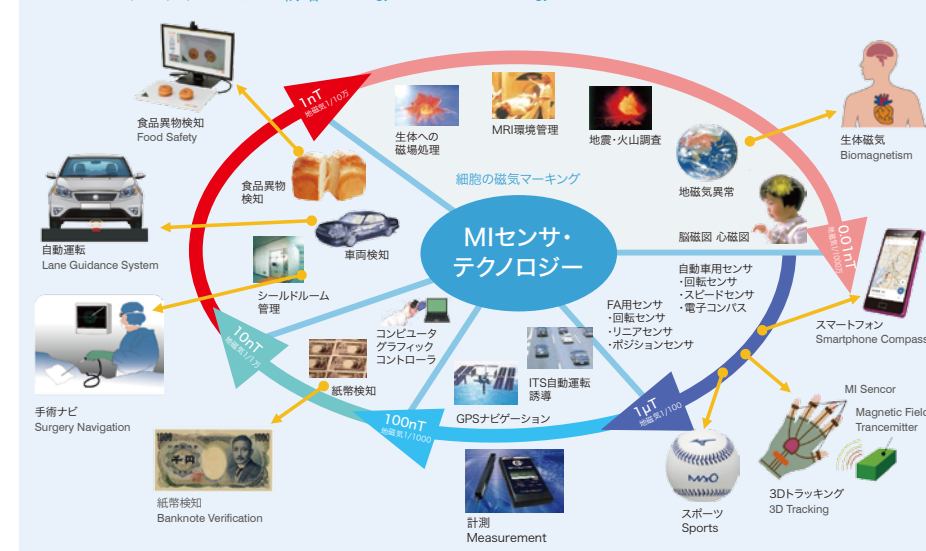 食品異物検知
Food Safety
自動運転
Lane Guidance System
手術ナビ
Surgery Navigation
紙幣検知
Banknote Verification
計測
Measurement
スポーツ
Sports
3Dトラッキング
3D Tracking
MI Sencor
Magnetic Field
Trancemitter
スマートフォン
Smartphone Compass
生体磁気
Biomagnetism
1nT
地磁気1/10万
0.01nT
地磁気1/1000万
1μT
地磁気1/100
100nT
地磁気1/1000
10nT
地磁気1/1万
生体への
磁場処理
MRI環境管理
地震・火山調査
地磁気異常
脳磁図 心磁図
細胞の磁気マーキング
MIセンサ・
テクノロジー
食品異物
検知
車両検知
シールドルーム
管理
コンピュータ
グラフィック
コントローラ
紙幣検知
GPSナビゲーション
ITS自動運転
誘導
FA用センサ
・回転センサ
・リニアセンサ
・ポジションセンサ
自動車用センサ
・回転センサ
・スピードセンサ
・電子コンパス
千円
1000